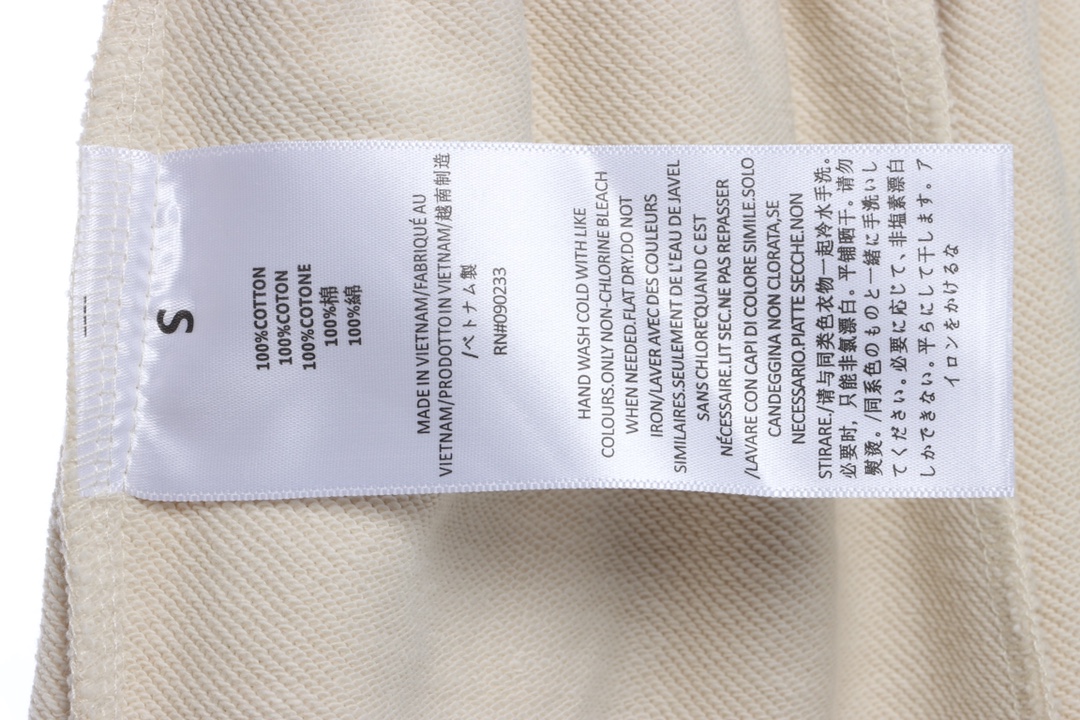 S
100%COTTON
100%COTON
100%COTONE
100%棉
100%綿
MADE IN VIETNAM/FABRIQUÉ AU
VIETNAM/PRODOTTO IN VIETNAM/越南制造
/ベトナム製
RN#090233
HAND WASH COLD WITH LIKE
COLOURS.ONLY NON-CHLORINE BLEACH
WHEN NEEDED.FLAT DRY.DO NOT
IRON/LAVER AVEC DES COULEURS
SIMILAIRES.SEULEMENT DE L'EAU DE JAVEL
SANS CHLORE'QUAND C EST
NÉCESSAIRE.LIT SEC.NE PAS REPASSER
/LAVARE CON CAPI DI COLORE SIMILE.SOLO
CANDEGGINA NON CLORATA,SE
NECESSARIO.PIATTE SECCHE.NON
STIRARE./请与同类色衣物一起冷水手洗。
必要时，只能非氯漂白。平铺晒干。请勿
熨烫。/同系色のものと一緒に手洗いし
てください。必要に応じて、非塩素漂白
しかできない。平らにして干します。ア
イロンをかけるな